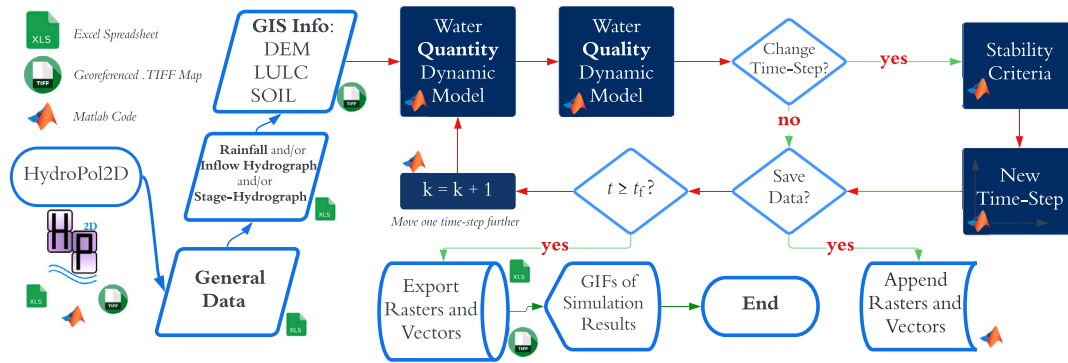 XLS
Excel Spreadsheet
TIFF
Georeferenced .TIFF Map
Matlab Code
HydroPol2D
2D
H
P
XLS
TIFF
General
Data
XLS
Rainfall and/or
Inflow Hydrograph
and/or
Stage-Hydrograph
XLS
GIS Info:
DEM
LULC
SOIL
TIFF
Water
Quantity
Dynamic
Model
Water
Quality
Dynamic
Model
Change
Time-Step?
yes
Stability
Criteria
no
New
Time-Step
Save
Data?
t ≥ tf?
k = k + 1
Move one time-step further
yes
yes
Export
Rasters and
Vectors
XLS
TIFF
GIFs of
Simulation
Results
End
Append
Rasters and
Vectors